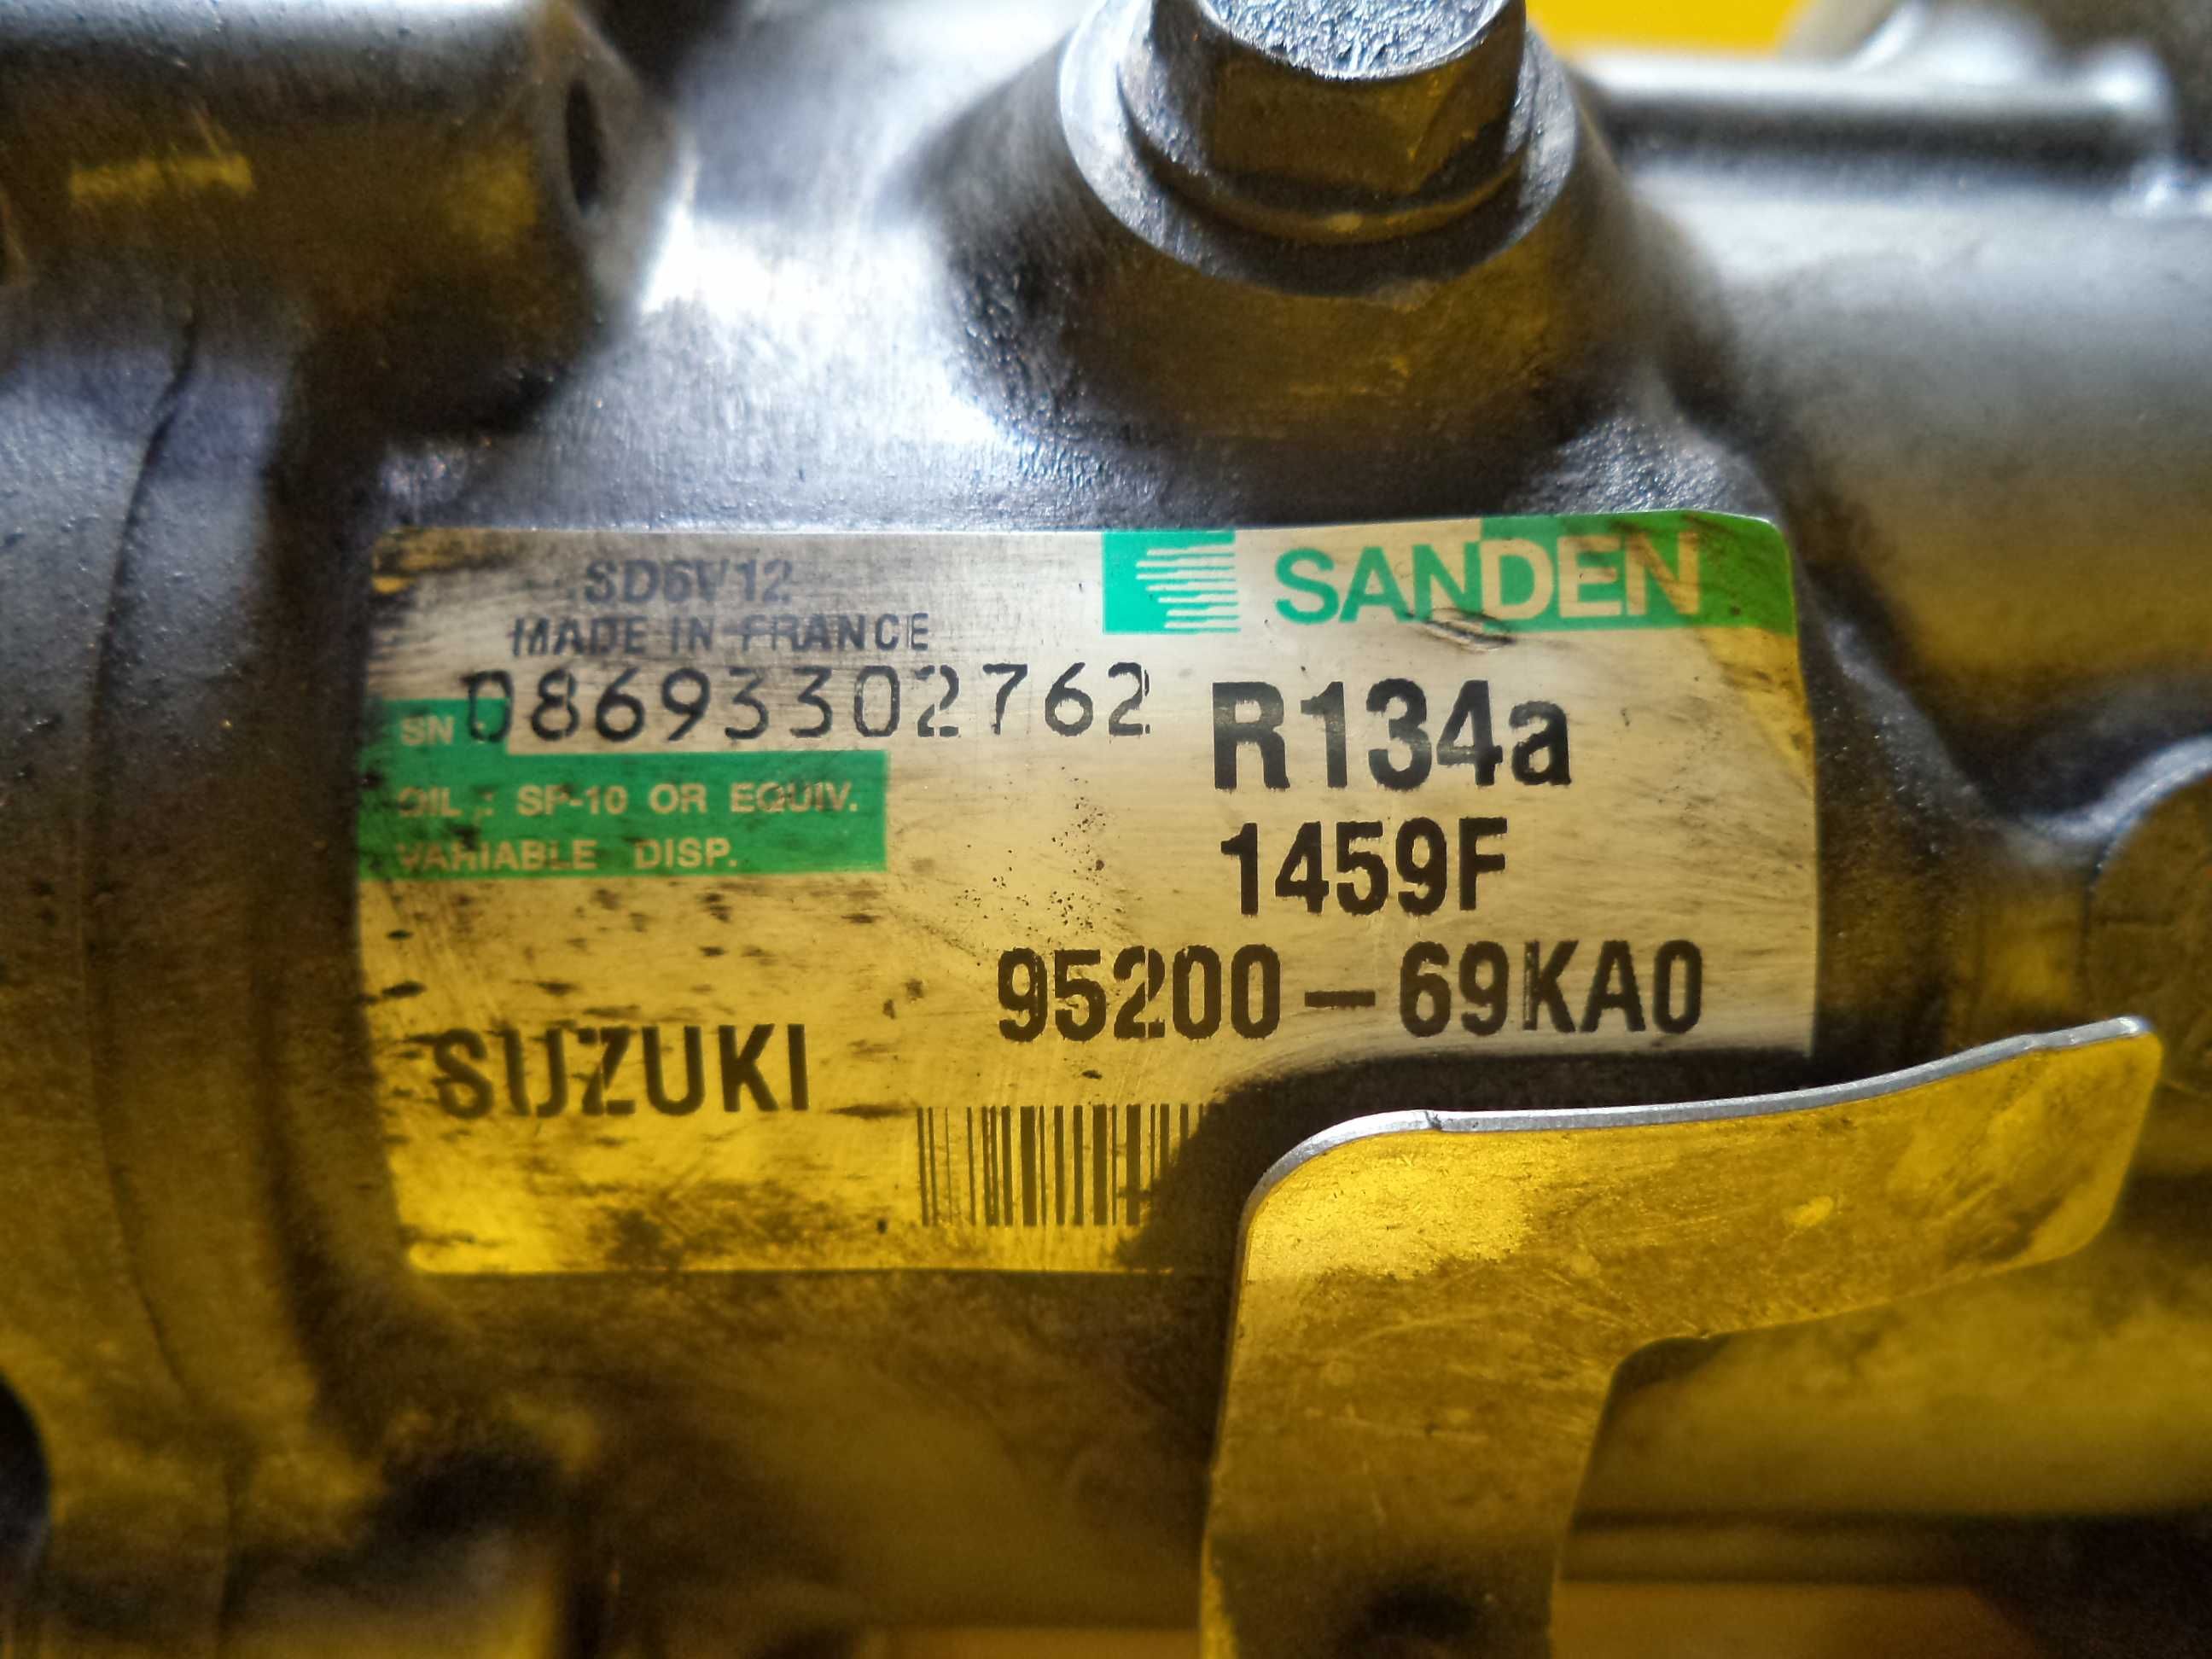 SD6V12
SANDEN
MADE IN FRANCE
SN : 08693302762
R134a
OIL : SP-10 OR EQUIV.
VARIABLE DISP.
1459F
95200-69KA0
SUZUKI